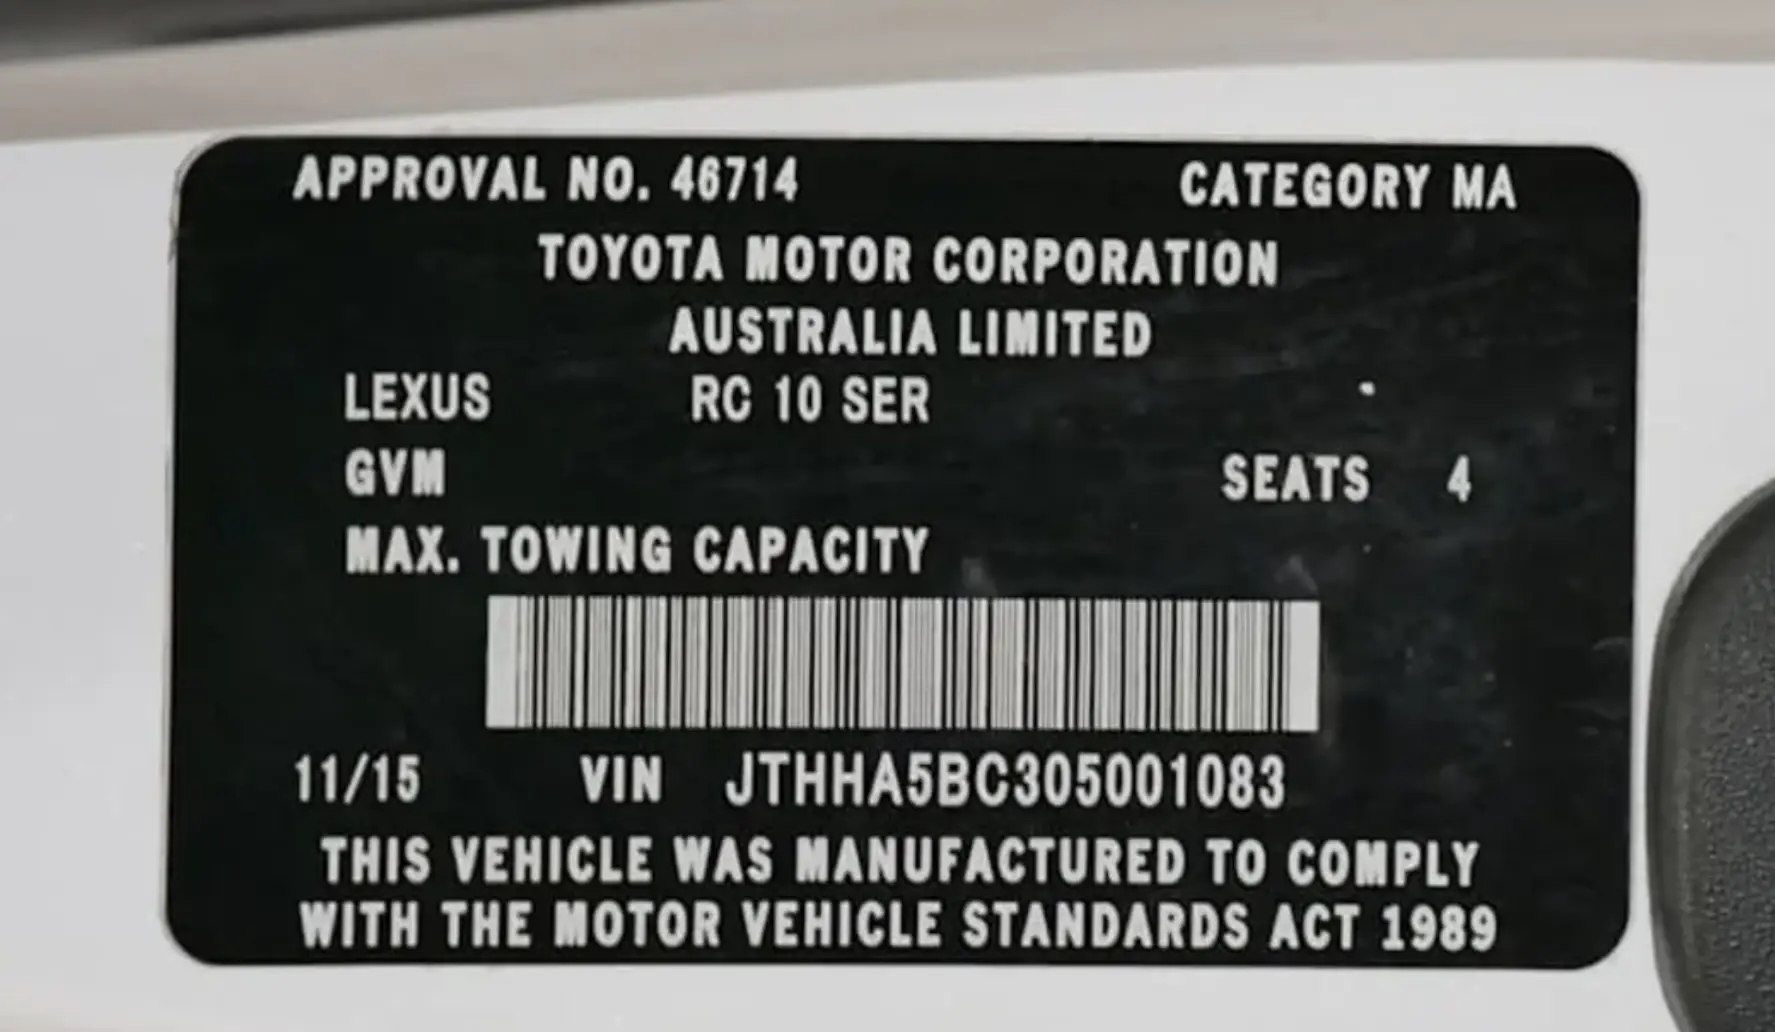 APPROVAL NO. 46714 CATEGORY MA
TOYOTA MOTOR CORPORATION
AUSTRALIA LIMITED
LEXUS RC 10 SER
GVM SEATS 4
MAX. TOWING CAPACITY
11/15 VIN JTHHA5BC305001083
THIS VEHICLE WAS MANUFACTURED TO COMPLY
WITH THE MOTOR VEHICLE STANDARDS ACT 1989